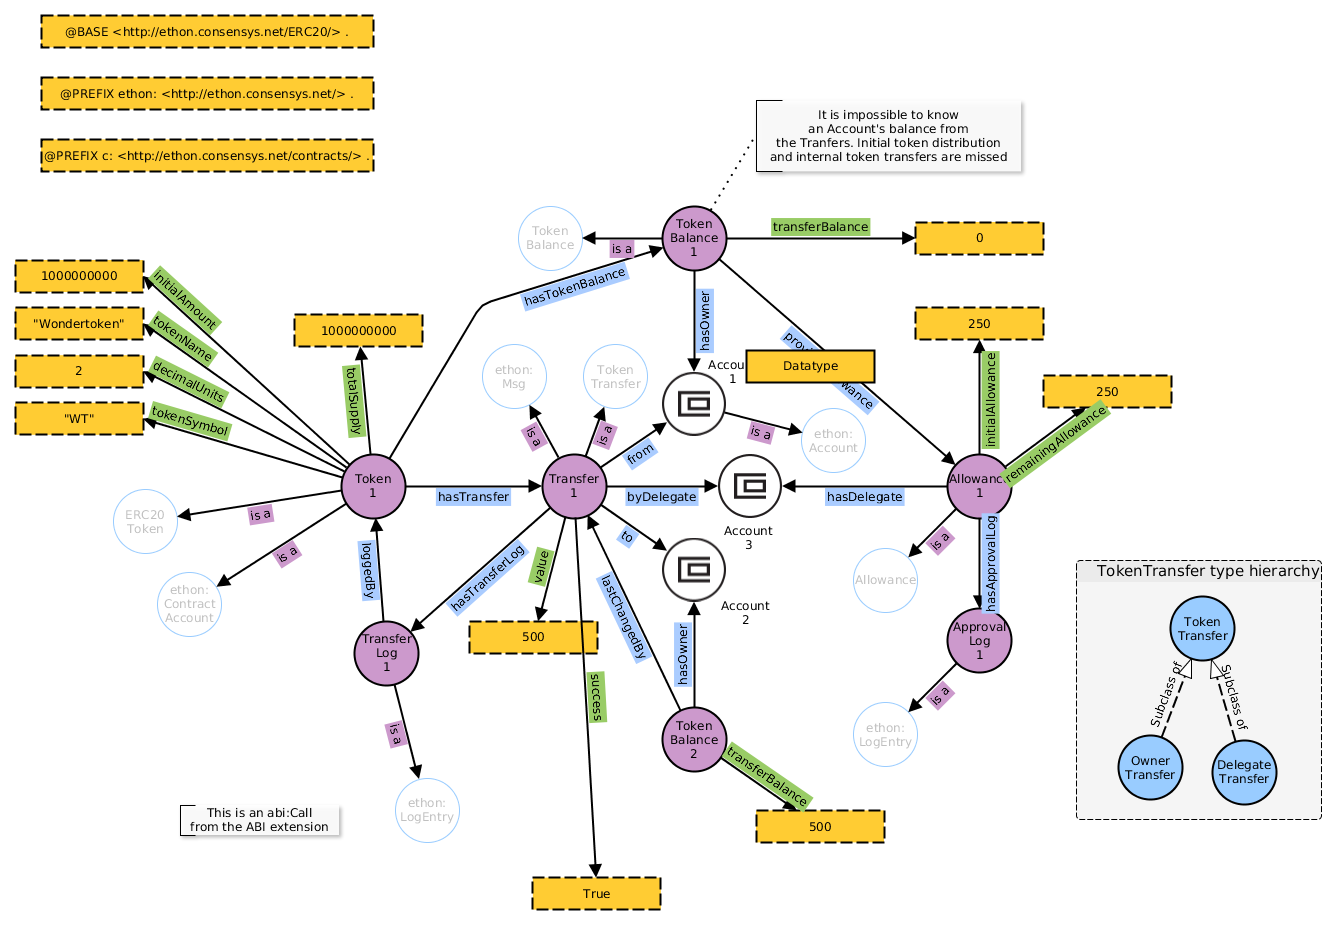 @BASE <http://ethon.consensys.net/ERC20/> .
@PREFIX ethon: <http://ethon.consensys.net/> .
@PREFIX c: <http://ethon.consensys.net/contracts/> .
It is impossible to know
an Account's balance from
the Tranfers. Initial token distribution
and internal token transfers are missed
Token
Balance
is a
Token
Balance
1
transferBalance
0
hasTokenBalance
hasOwner
1000000000
"Wondertoken"
2
"WT"
initialAmount
tokenName
decimalUnits
tokenSymbol
1000000000
totalSupply
ethon:
Msg
Token
Transfer
is a
is a
from
1
Datatype
is a
ethon:
Account
250
initialAllowance
250
remainingAllowance
Token
1
hasTransfer
Transfer
1
byDelegate
Account
3
hasDelegate
Allowance
1
ERC20
Token
is a
is a
ethon:
Contract
Account
loggedBy
hasTransferLog
value
to
lastChangedBy
Account
2
is a
Allowance
hasApprovalLog
Transfer
Log
1
500
success
hasOwner
Approval
Log
1
is a
ethon:
LogEntry
is a
ethon:
LogEntry
Token
Balance
2
transferBalance
500
True
This is an abi:Call
from the ABI extension
TokenTransfer type hierarchy
Token
Transfer
Subclass of
Subclass of
Owner
Transfer
Delegate
Transfer